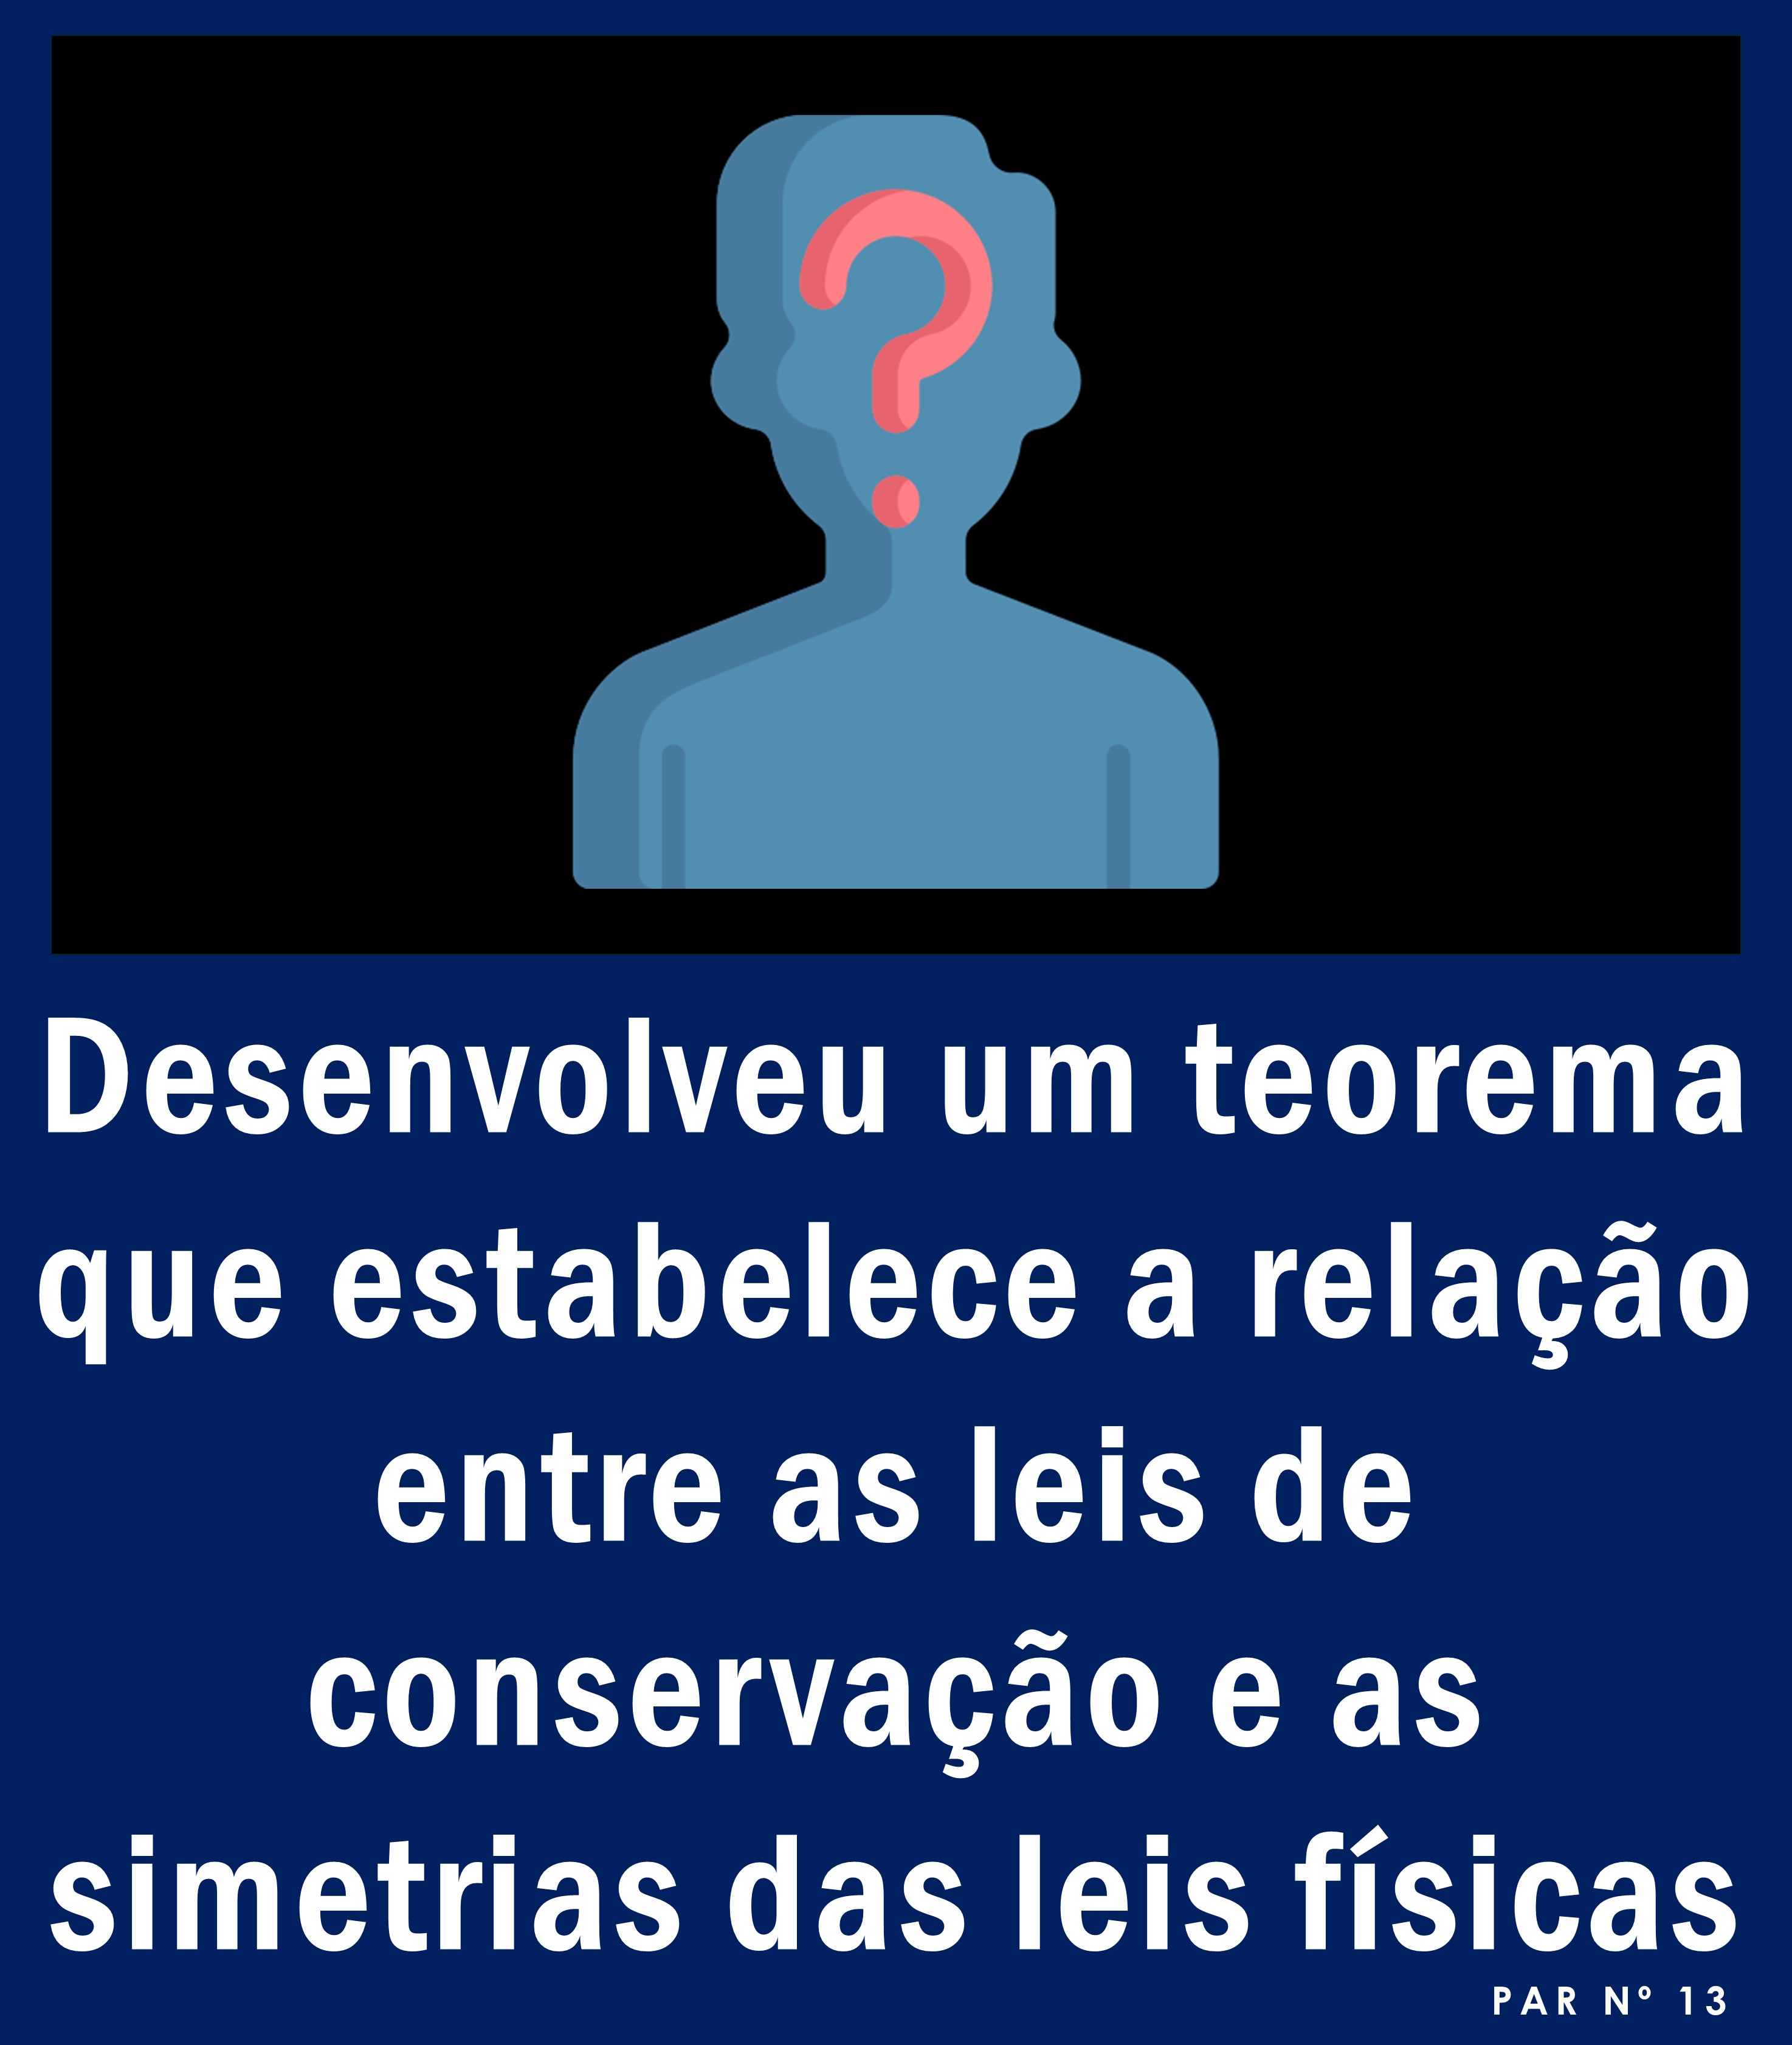 Desenvolveu um teorema
que estabelece a relação
entre as leis de
conservação e as
simetrias das leis físicas
PAR Nº 13